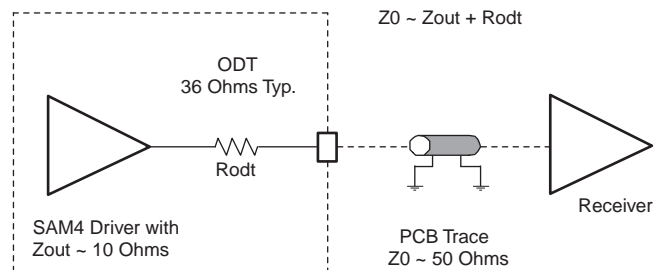 Z0 ~ Zout + Rodt
ODT
36 Ohms Typ.
Rodt
Receiver
SAM4 Driver with
Zout ~ 10 Ohms
PCB Trace
Z0 ~ 50 Ohms